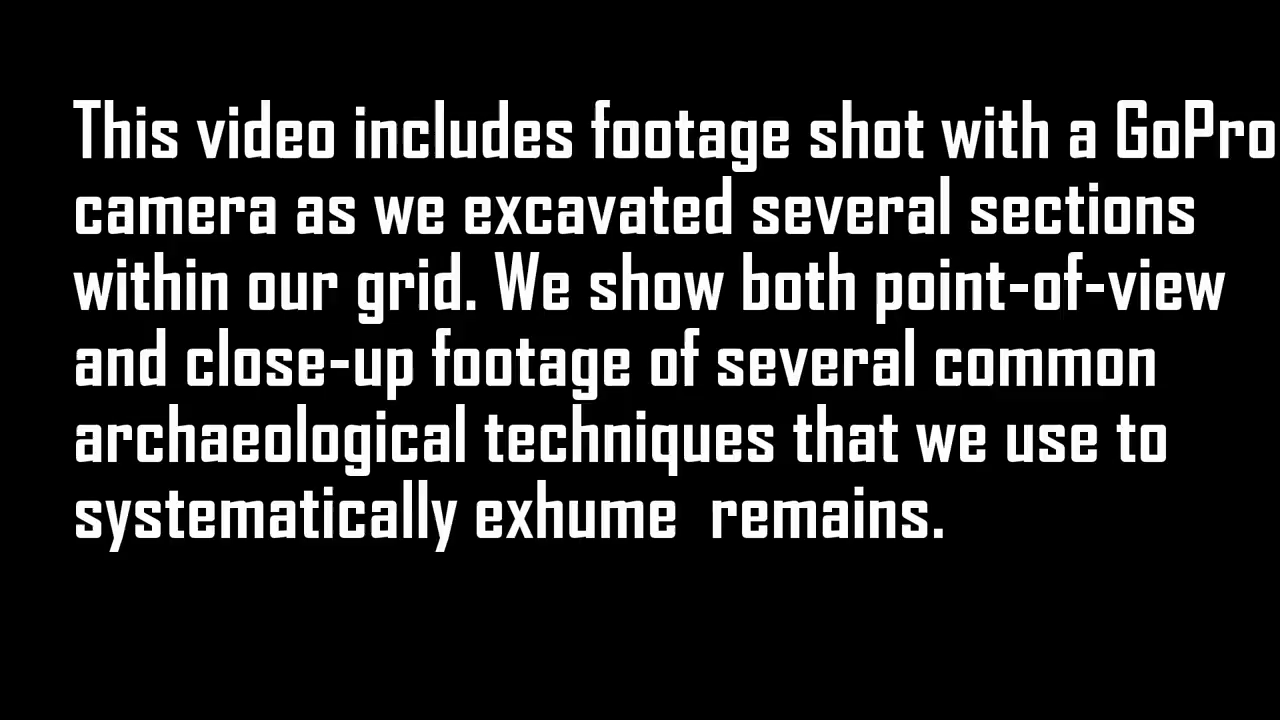 This video includes footage shot with a GoPro
camera as we excavated several sections
within our grid. We show both point-of-view
and close-up footage of several common
archaeological techniques that we use to
systematically exhume  remains.